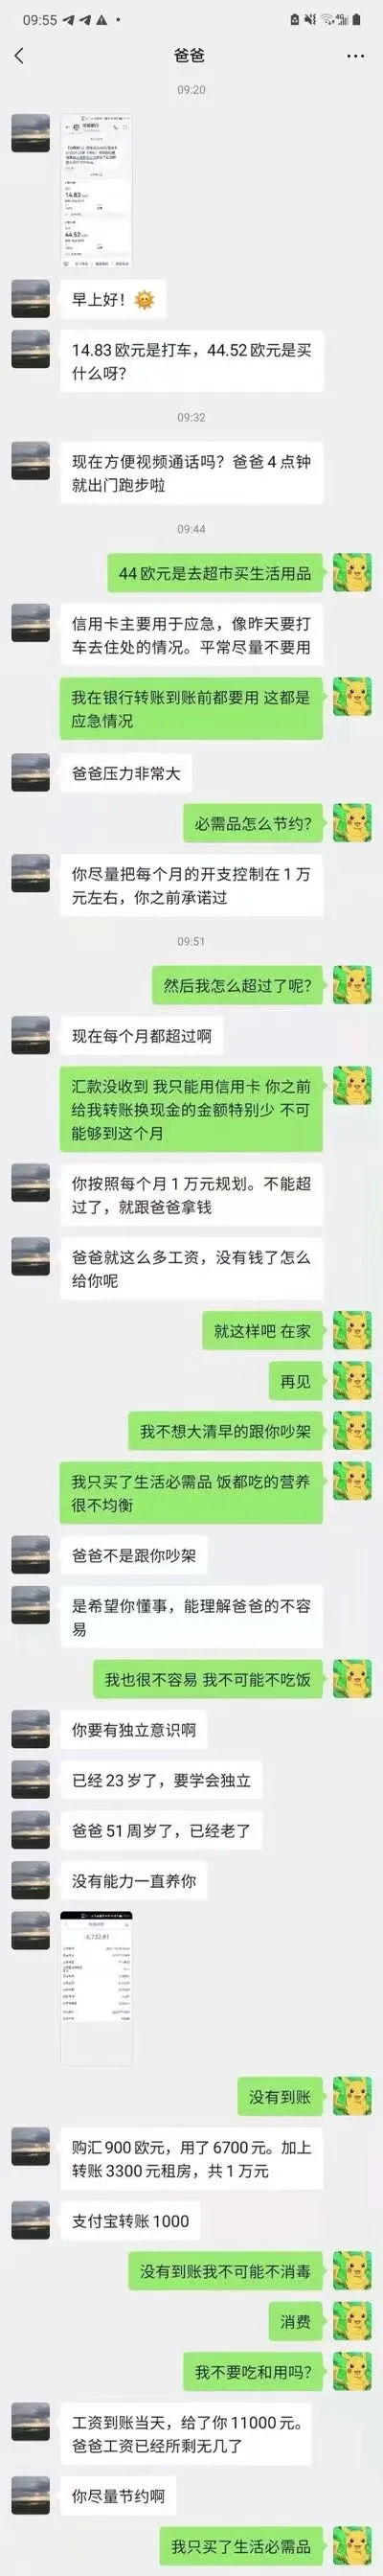 09:55
4G
爸爸
09:20
14.83
44.52
早上好！
14.83 欧元是打车，44.52 欧元是买
什么呀？
09:32
现在方便视频通话吗？爸爸 4 点钟
就出门跑步啦
09:44
44 欧元是去超市买生活用品
信用卡主要用于应急，像昨天要打
车去住处的情况。平常尽量不要用
我在银行转账到账前都要用 这都是
应急情况
爸爸压力非常大
必需品怎么节约？
你尽量把每个月的开支控制在 1 万
元左右，你之前承诺过
09:51
然后我怎么超过了呢？
现在每个月都超过啊
汇款没收到 我只能用信用卡 你之前
给我转账换现金的金额特别少 不可
能够到这个月
你按照每个月 1 万元规划。不能超
过了，就跟爸爸拿钱
爸爸就这么多工资，没有钱了怎么
给你呢
就这样吧 在家
再见
我不想大清早的跟你吵架
我只买了生活必需品 饭都吃的营养
很不均衡
爸爸不是跟你吵架
是希望你懂事，能理解爸爸的不容
易
我也很不容易 我不可能不吃饭
你要有独立意识啊
已经 23 岁了，要学会独立
爸爸 51 周岁了，已经老了
没有能力一直养你
没有到账
购汇 900 欧元，用了 6700 元。加上
转账 3300 元租房，共 1 万元
支付宝转账 1000
没有到账我不可能不消毒
消费
我不要吃和用吗？
工资到账当天，给了你 11000 元。
爸爸工资已经所剩无几了
你尽量节约啊
我只买了生活必需品